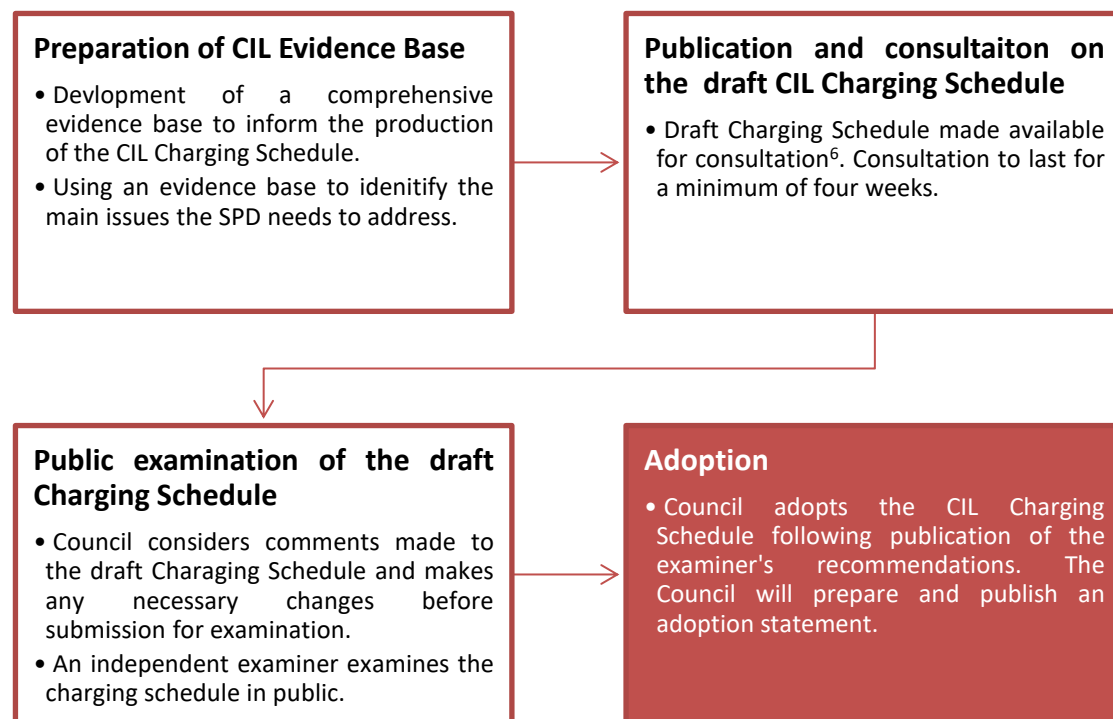 Preparation of CIL Evidence Base
• Devlopment of a comprehensive
evidence base to inform the production
of the CIL Charging Schedule.
• Using an evidence base to idenitify the
main issues the SPD needs to address.
Publication and consultaiton on
the draft CIL Charging Schedule
• Draft Charging Schedule made available
for consultation⁶. Consultation to last for
a minimum of four weeks.
Public examination of the draft
Charging Schedule
• Council considers comments made to
the draft Charaging Schedule and makes
any necessary changes before
submission for examination.
• An independent examiner examines the
charging schedule in public.
Adoption
• Council adopts the CIL Charging
Schedule following publication of the
examiner's recommendations. The
Council will prepare and publish an
adoption statement.